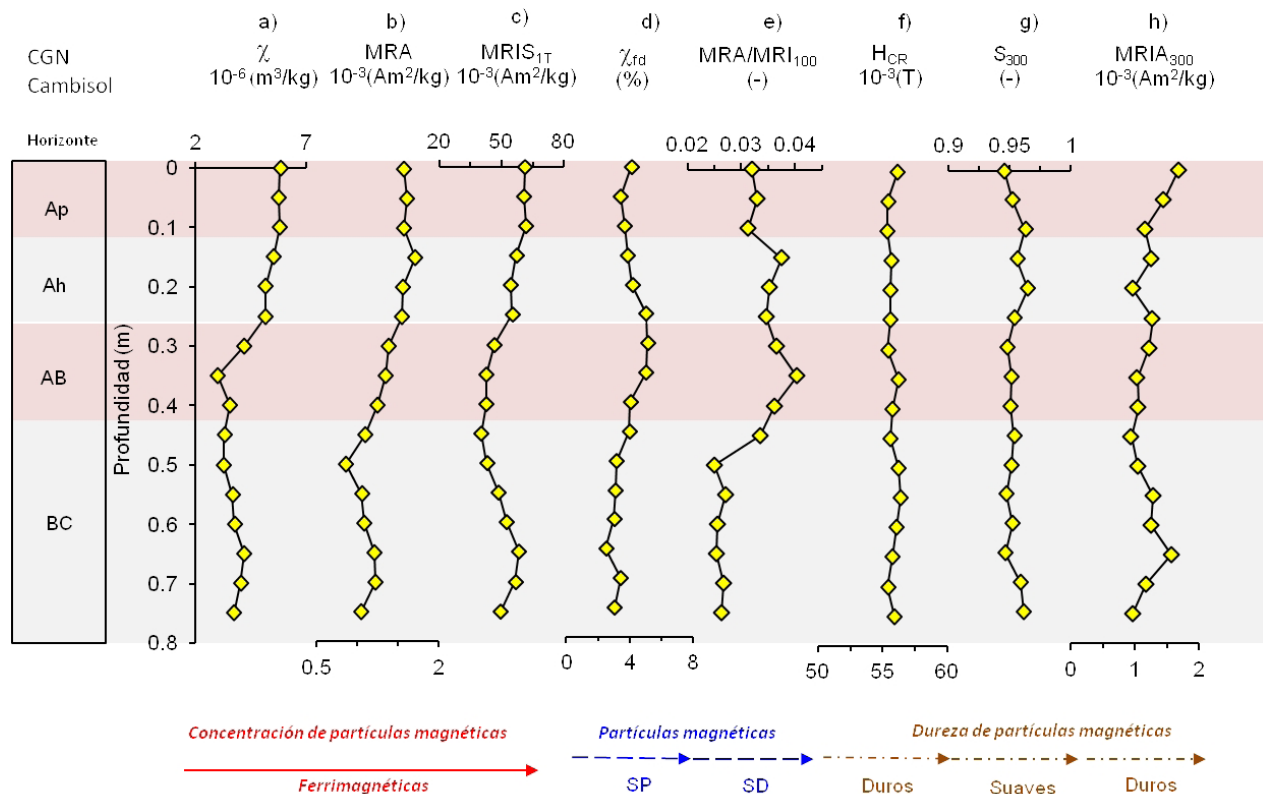 a) b) c) d) e) f) g) h)
CGN Cambisol
χ 10⁻⁶ (m³/kg)
MRA 10⁻³(Am²/kg)
MRIS₁T 10⁻³(Am²/kg)
χfd (%)
MRA/MRI₁₀₀ (-)
HCR 10⁻³(T)
S₃₀₀ (-)
MRIA₃₀₀ 10⁻³(Am²/kg)
Horizonte
2 7 20 50 80 0.02 0.03 0.04 0.9 0.95 1
Ap
Ah
AB
BC
Profundidad (m)
0
0.1
0.2
0.3
0.4
0.5
0.6
0.7
0.8
0.5 2 0 4 8 50 55 60 0 1 2
Concentración de partículas magnéticas
Partículas magnéticas
Dureza de partículas magnéticas
Ferrimagnéticas
SP SD
Duros Suaves Duros